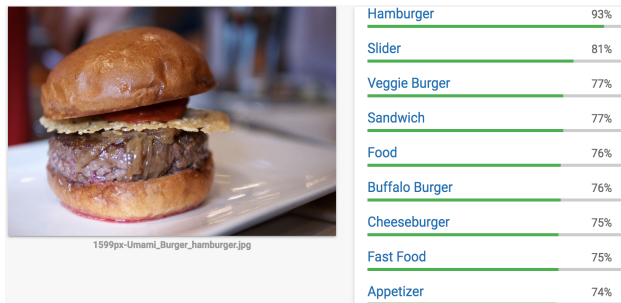 Hamburger 93%
Slider 81%
Veggie Burger 77%
Sandwich 77%
Food 76%
Buffalo Burger 76%
Cheeseburger 75%
Fast Food 75%
Appetizer 74%
1599px-Umami_Burger_hamburger.jpg